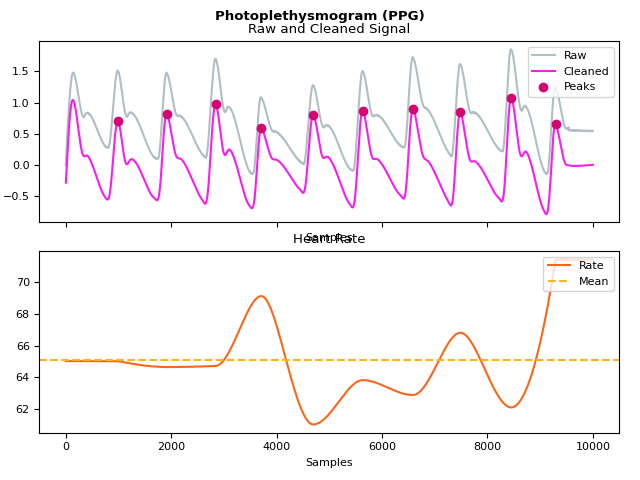 Photoplethysmogram (PPG)
Raw and Cleaned Signal
Raw
Cleaned
Peaks
1.5
1.0
0.5
0.0
−0.5
Samples
Heart Rate
Rate
Mean
70
68
66
64
62
0 2000 4000 6000 8000 10000
Samples